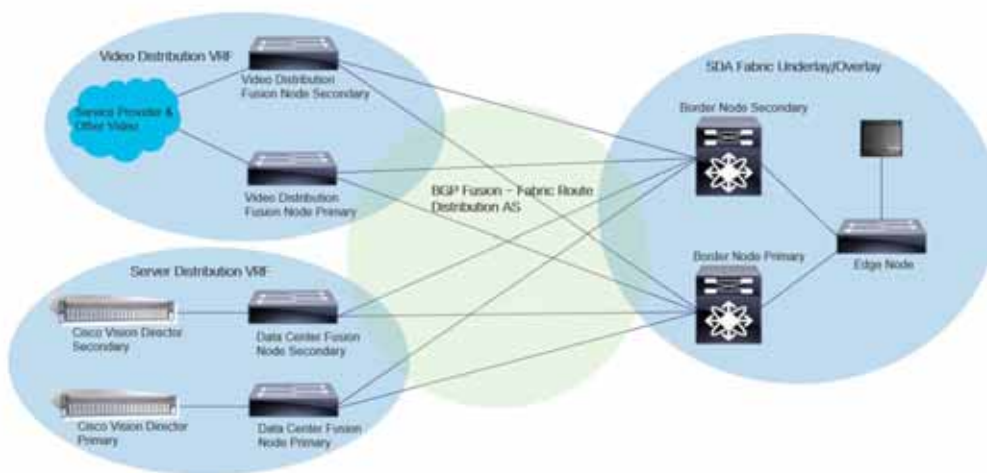 Video Distribution VRF
Service Provider &
Other Video
Video Distribution
Fusion Node Secondary
Video Distribution
Fusion Node Primary
Server Distribution VRF
Cisco Vision Director
Secondary
Data Center Fusion
Node Secondary
Cisco Vision Director
Primary
Data Center Fusion
Node Primary
BGP Fusion - Fabric Route
Distribution AS
SDA Fabric Underlay/Overlay
Border Node Secondary
Border Node Primary
Edge Node